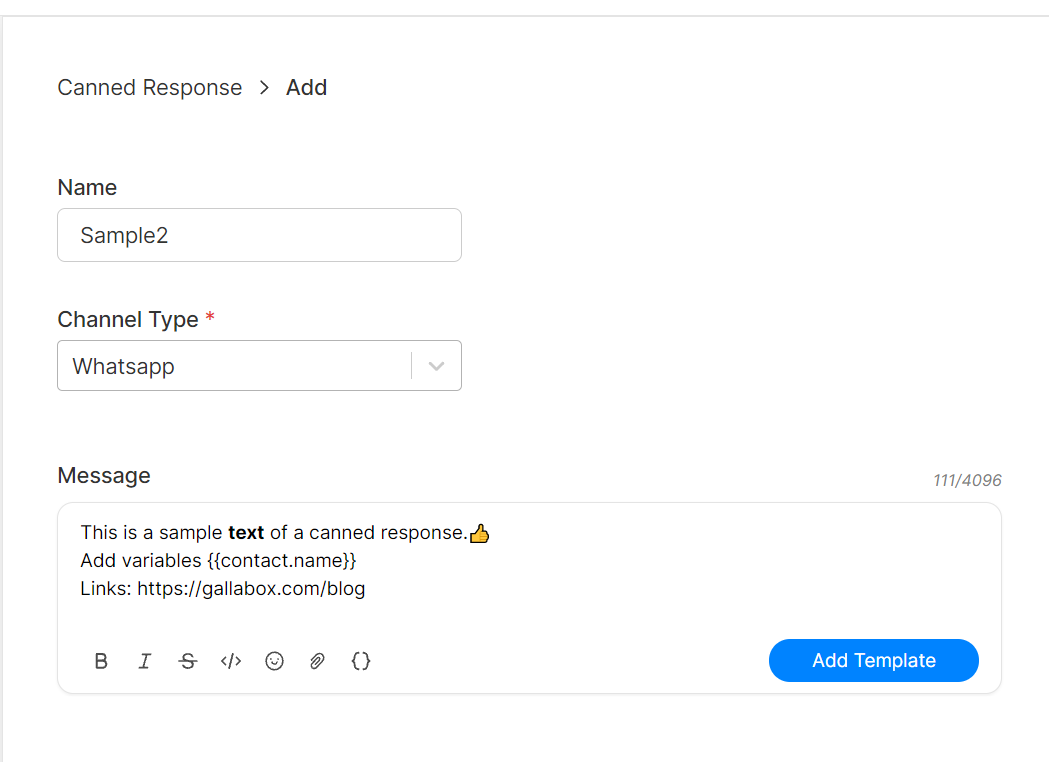 Canned Response > Add
Name
Sample2
Channel Type *
Whatsapp
Message
111/4096
This is a sample text of a canned response.👍
Add variables {{contact.name}}
Links: https://gallabox.com/blog
B I S </> {}
Add Template